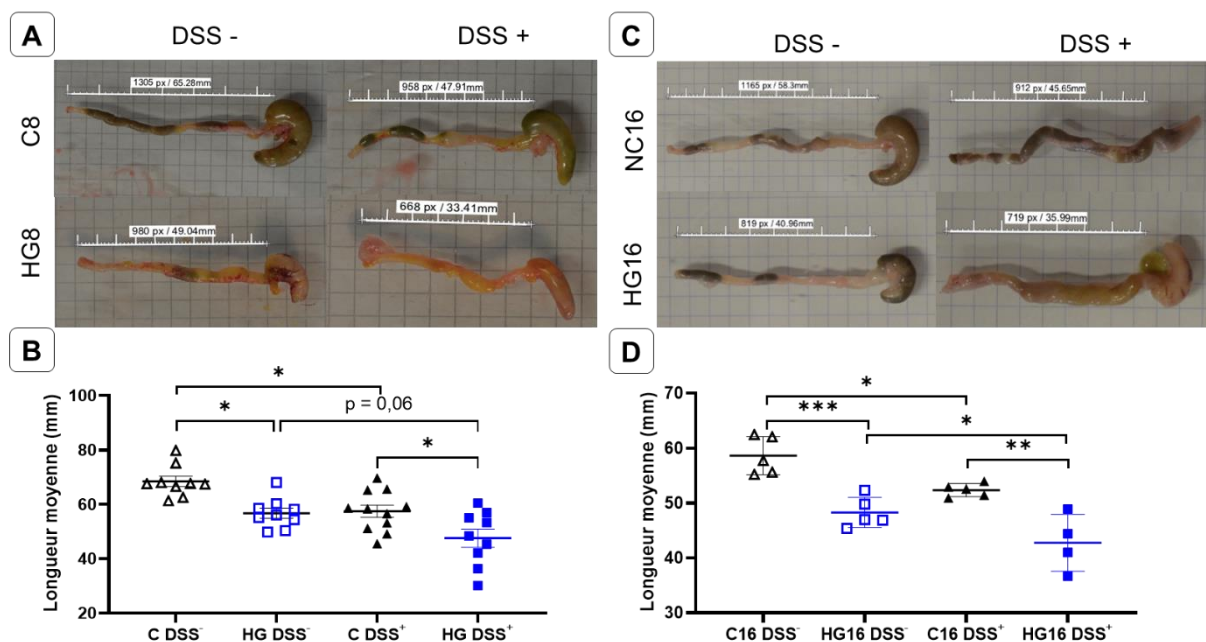 A
DSS -
DSS +
C8
1305 px / 65.28mm
958 px / 47.91mm
HG8
980 px / 49.04mm
668 px / 33.41mm
C
DSS -
DSS +
NC16
1165 px / 58.3mm
912 px / 45.65mm
HG16
819 px / 40.96mm
719 px / 35.99mm
B
Longueur moyenne (mm)
100
80
60
40
20
*
*
p = 0,06
*
C DSS⁻
HG DSS⁻
C DSS⁺
HG DSS⁺
D
Longueur moyenne (mm)
70
60
50
40
30
*
***
*
**
C16 DSS⁻
HG16 DSS⁻
C16 DSS⁺
HG16 DSS⁺